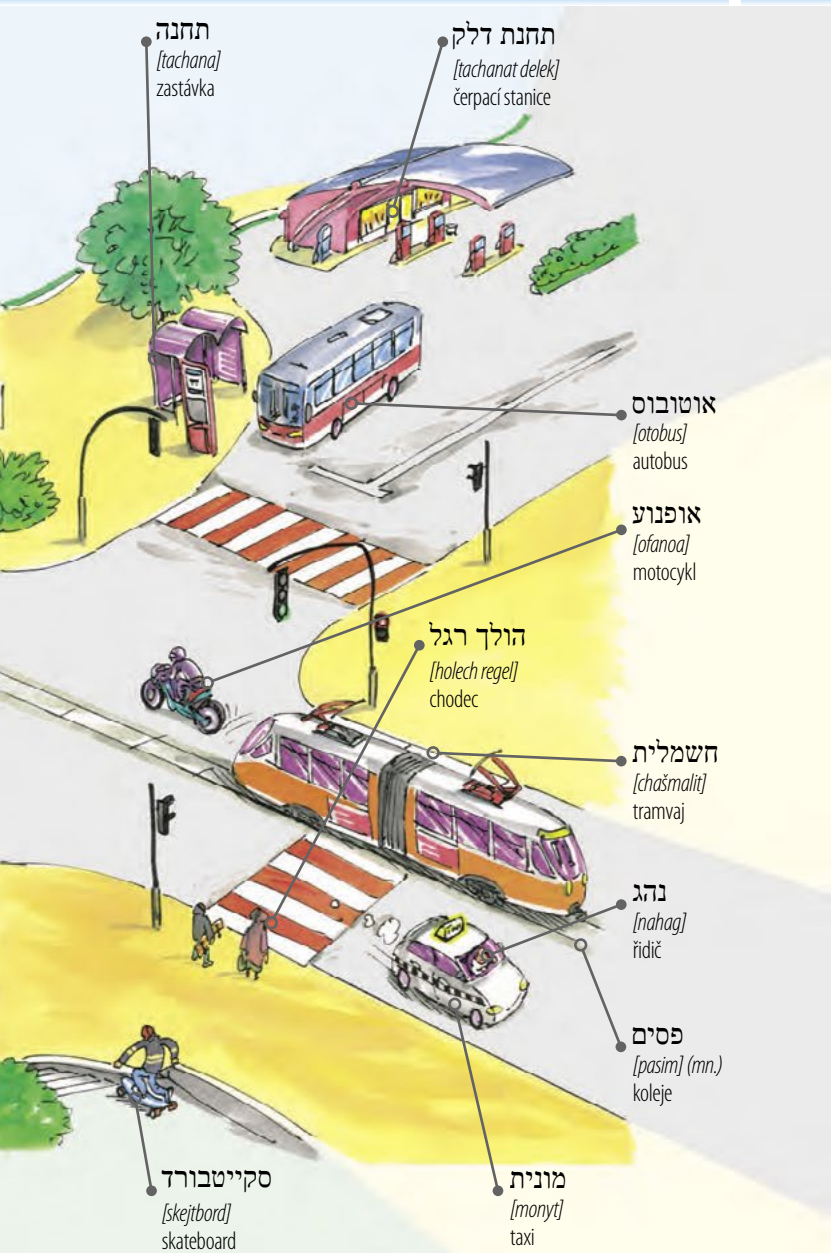 תחנה
[tachana]
zastávka
תחנת דלק
[tachanat delek]
čerpací stanice
אוטובוס
[otobus]
autobus
אופנוע
[ofanoa]
motocykl
הולך רגל
[holech regel]
chodec
חשמלית
[chašmalit]
tramvaj
נהג
[nahag]
řidič
פסים
[pasim] (mn.)
koleje
סקייטבורד
[skejtbord]
skateboard
מונית
[monyt]
taxi